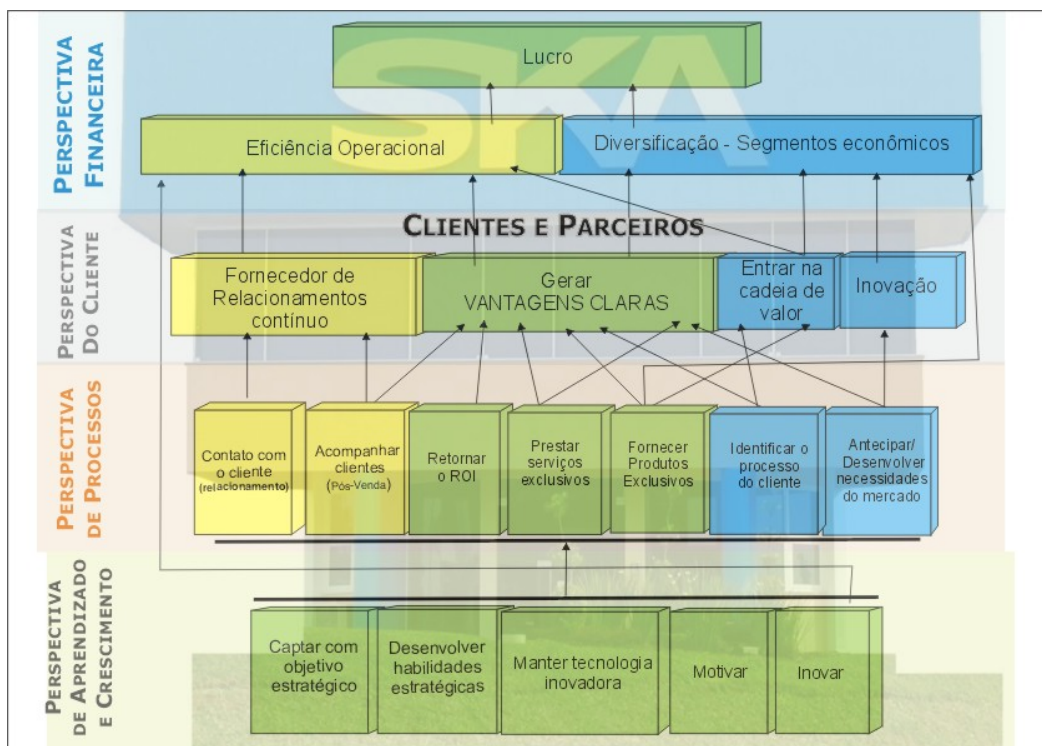 PERSPECTIVA
FINANCEIRA
SKA
Lucro
Eficiência Operacional
Diversificação - Segmentos econômicos
CLIENTES E PARCEIROS
PERSPECTIVA
DO CLIENTE
Fornecedor de
Relacionamentos
contínuo
Gerar
VANTAGENS CLARAS
Entrar na
cadeia de
valor
Inovação
PERSPECTIVA
DE PROCESSOS
Contato com
o cliente
(relacionamento)
Acompanhar
clientes
(Pós-Venda)
Retornar
o ROI
Prestar
serviços
exclusivos
Fornecer
Produtos
Exclusivos
Identificar o
processo
do cliente
Antecipar/
Desenvolver
necessidades
do mercado
PERSPECTIVA
DE APRENDIZADO
E CRESCIMENTO
Captar com
objetivo
estratégico
Desenvolver
habilidades
estratégicas
Manter tecnologia
inovadora
Motivar
Inovar